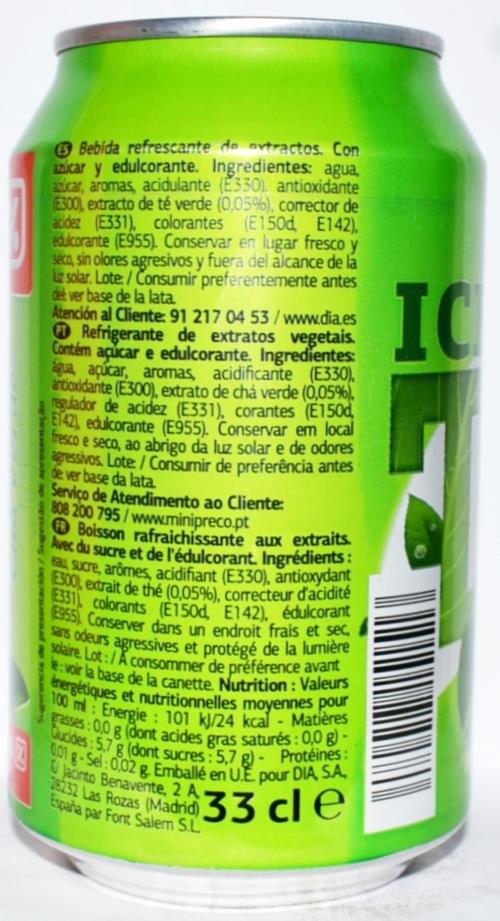 ES Bebida refrescante de extractos. Con
azúcar y edulcorante. Ingredientes: agua,
azúcar, aromas, acidulante (E330), antioxidante
(E300), extracto de té verde (0,05%), corrector de
acidez (E331), colorantes (E150d, E142),
edulcorante (E955). Conservar en lugar fresco y
seco, sin olores agresivos y fuera del alcance de la
luz solar. Lote: / Consumir preferentemente antes
del: ver base de la lata.
Atención al Cliente: 91 217 04 53 / www.dia.es
PT Refrigerante de extratos vegetais.
Contém açúcar e edulcorante. Ingredientes:
água, açúcar, aromas, acidificante (E330),
antioxidante (E300), extrato de chá verde (0,05%),
regulador de acidez (E331), corantes (E150d,
E142), edulcorante (E955). Conservar em local
fresco e seco, ao abrigo da luz solar e de odores
agressivos. Lote: / Consumir de preferência antes
de: ver base da lata.
Serviço de Atendimento ao Cliente:
808 200 795 / www.minipreco.pt
FR Boisson rafraichissante aux extraits.
Avec du sucre et de l'édulcorant. Ingrédients :
eau, sucre, arômes, acidifiant (E330), antioxydant
(E300), extrait de thé (0,05%), correcteur d'acidité
(E331), colorants (E150d, E142), édulcorant
(E955). Conserver dans un endroit frais et sec,
sans odeurs agressives et protégé de la lumière
solaire. Lot : / À consommer de préférence avant
le : voir la base de la canette. Nutrition : Valeurs
énergétiques et nutritionnelles moyennes pour
100 ml : Energie : 101 kJ/24 kcal - Matières
grasses : 0,0 g (dont acides gras saturés : 0,0 g) -
Glucides : 5,7 g (dont sucres : 5,7 g) - Protéines :
0,01 g - Sel : 0,02 g. Emballé en U.E. pour DIA, S.A.,
C/ Jacinto Benavente, 2 A,
28232 Las Rozas (Madrid)
España par Font Salem S.L.
33 cl e
Sugerencia de presentación / Sugestão de apresentação
IC